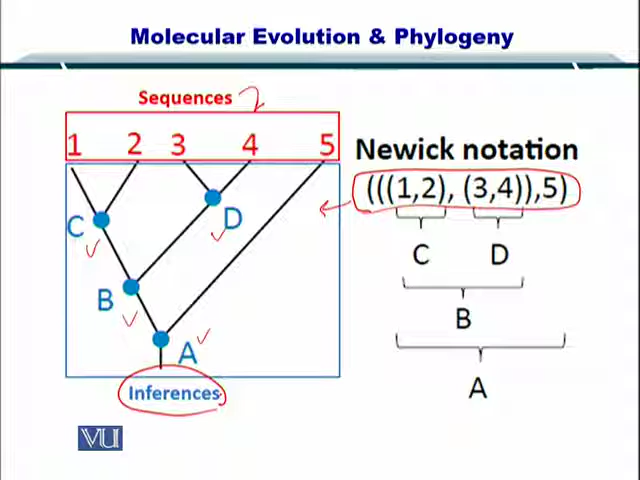 Molecular Evolution & Phylogeny
Sequences
1 2 3 4 5
Newick notation
(((1,2), (3,4)),5)
C D
C D
B B
A A
Inferences
VU